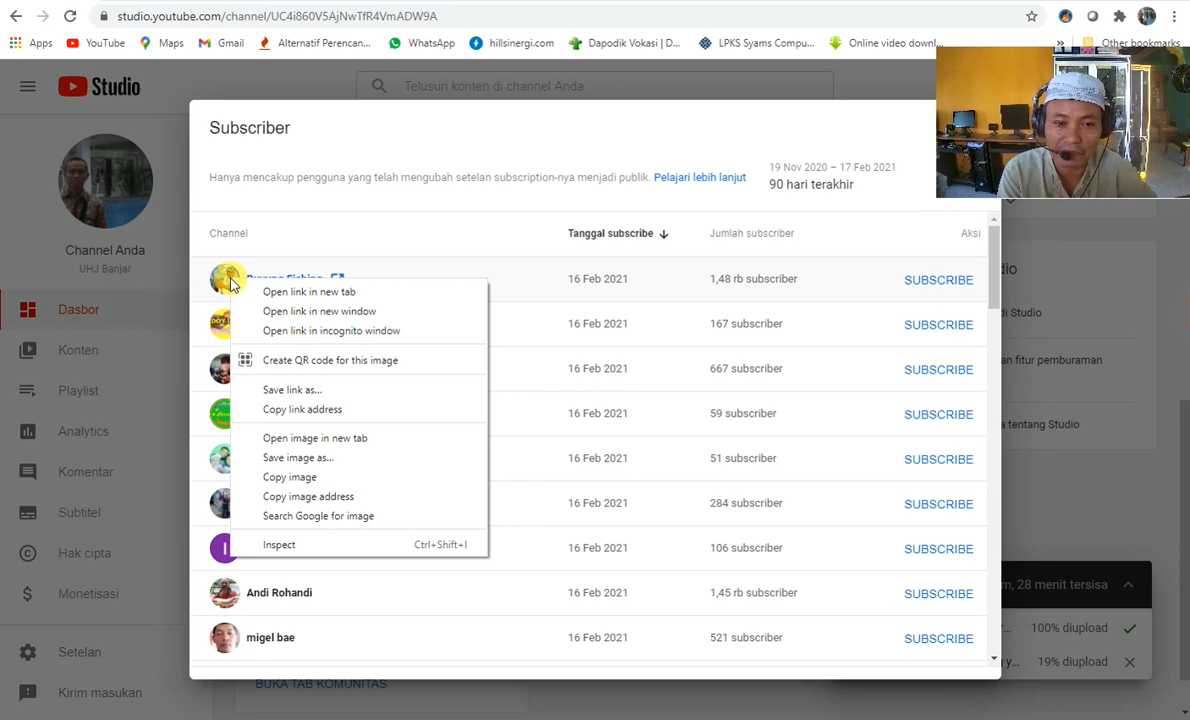 studio.youtube.com/channel/UC4i860V5AjNwTfR4VmADW9A
Apps YouTube Maps Gmail Alternatif Perencan... WhatsApp hillsinergi.com Dapodik Vokasi | D... LPKS Syams Compu... Online video downl... » Other bookmarks
Studio
Telusuri konten di channel Anda
Channel Anda
UHJ Banjar
Dasbor
Konten
Playlist
Analytics
Komentar
Subtitel
Hak cipta
Monetisasi
Setelan
Kirim masukan
Subscriber
Hanya mencakup pengguna yang telah mengubah setelan subscription-nya menjadi publik. Pelajari lebih lanjut
19 Nov 2020 – 17 Feb 2021
90 hari terakhir
Channel Tanggal subscribe Jumlah subscriber Aksi
16 Feb 2021 1,48 rb subscriber SUBSCRIBE
16 Feb 2021 167 subscriber SUBSCRIBE
16 Feb 2021 667 subscriber SUBSCRIBE
16 Feb 2021 59 subscriber SUBSCRIBE
16 Feb 2021 51 subscriber SUBSCRIBE
16 Feb 2021 284 subscriber SUBSCRIBE
I 16 Feb 2021 106 subscriber SUBSCRIBE
Andi Rohandi 16 Feb 2021 1,45 rb subscriber SUBSCRIBE
migel bae 16 Feb 2021 521 subscriber SUBSCRIBE
Open link in new tab
Open link in new window
Open link in incognito window
Create QR code for this image
Save link as...
Copy link address
Open image in new tab
Save image as...
Copy image
Copy image address
Search Google for image
Inspect Ctrl+Shift+I
dio
di Studio
an fitur pemburaman
a tentang Studio
m, 28 menit tersisa
r... 100% diupload
y... 19% diupload
BUKA TAB KOMUNITAS